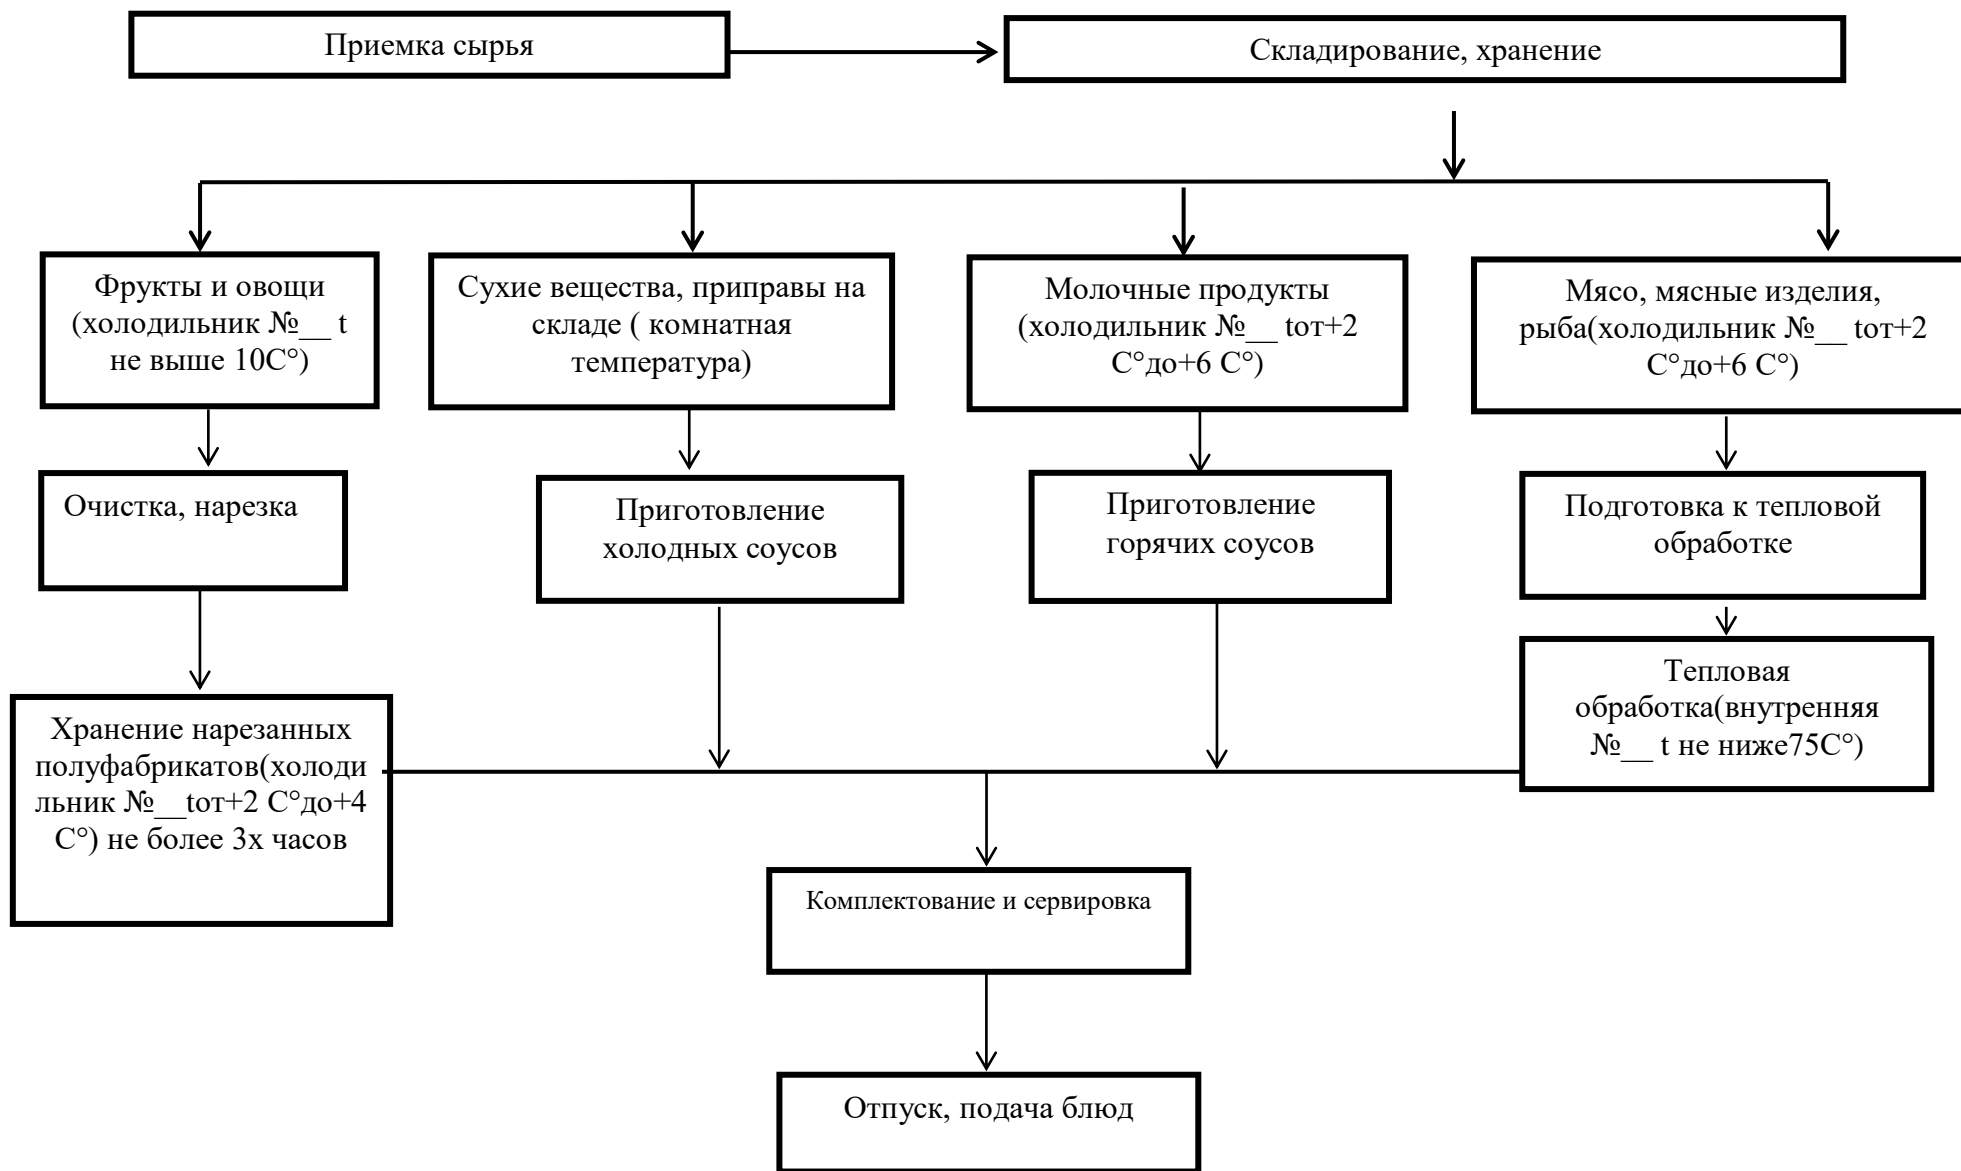 Приемка сырья
Складирование, хранение
Фрукты и овощи
(холодильник №__ t
не выше 10С°)
Сухие вещества, приправы на
складе ( комнатная
температура)
Молочные продукты
(холодильник №__ tот+2
С°до+6 С°)
Мясо, мясные изделия,
рыба(холодильник №__ tот+2
С°до+6 С°)
Очистка, нарезка
Приготовление
холодных соусов
Приготовление
горячих соусов
Подготовка к тепловой
обработке
Хранение нарезанных
полуфабрикатов(холоди
льник №__tот+2 С°до+4
С°) не более 3х часов
Тепловая
обработка(внутренняя
№__ t не ниже75С°)
Комплектование и сервировка
Отпуск, подача блюд